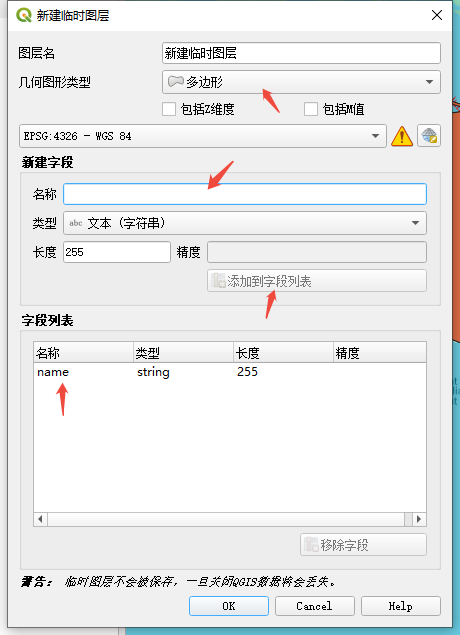 新建临时图层
图层名 新建临时图层
几何图形类型 多边形
包括Z维度 包括M值
EPSG:4326 - WGS 84
新建字段
名称
类型 abc 文本（字符串）
长度 255 精度
添加到字段列表
字段列表
名称 类型 长度 精度
name string 255
移除字段
警告： 临时图层不会被保存，一旦关闭QGIS数据将会丢失。
OK Cancel Help